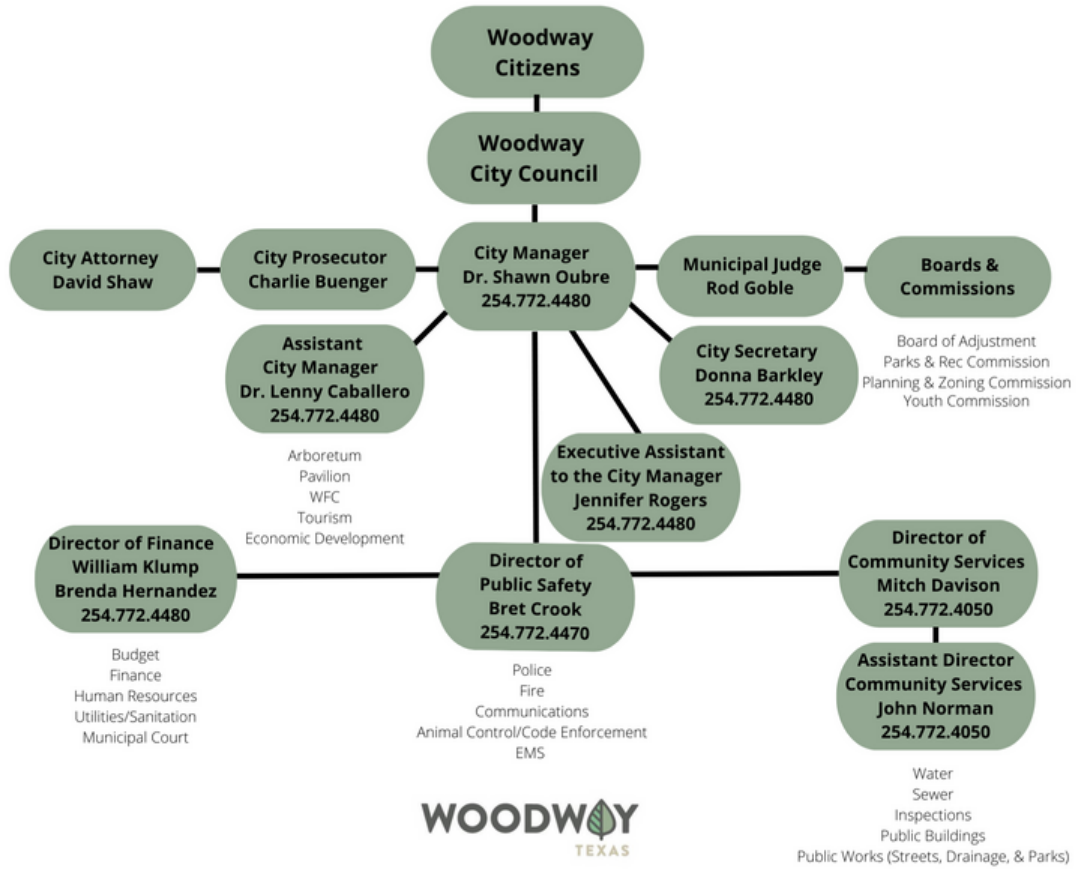 Woodway
Citizens
Woodway
City Council
City Attorney
David Shaw
City Prosecutor
Charlie Buenger
City Manager
Dr. Shawn Oubre
254.772.4480
Municipal Judge
Rod Goble
Boards &
Commissions
Board of Adjustment
Parks & Rec Commission
Planning & Zoning Commission
Youth Commission
Assistant
City Manager
Dr. Lenny Caballero
254.772.4480
Arboretum
Pavilion
WFC
Tourism
Economic Development
City Secretary
Donna Barkley
254.772.4480
Executive Assistant
to the City Manager
Jennifer Rogers
254.772.4480
Director of Finance
William Klump
Brenda Hernandez
254.772.4480
Budget
Finance
Human Resources
Utilities/Sanitation
Municipal Court
Director of
Public Safety
Bret Crook
254.772.4470
Police
Fire
Communications
Animal Control/Code Enforcement
EMS
Director of
Community Services
Mitch Davison
254.772.4050
Assistant Director
Community Services
John Norman
254.772.4050
Water
Sewer
Inspections
Public Buildings
Public Works (Streets, Drainage, & Parks)
WOODWAY
TEXAS